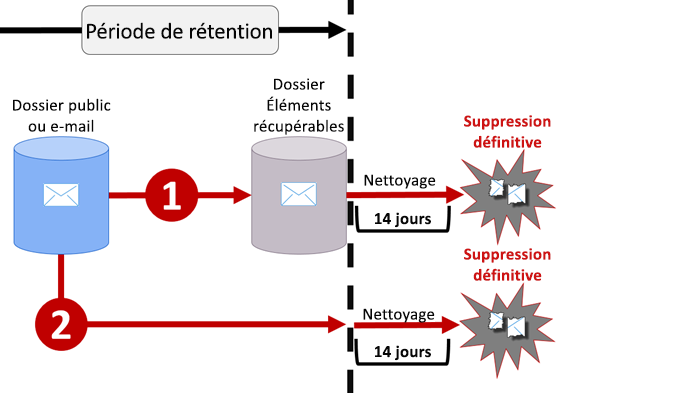 Période de rétention
Dossier public
ou e-mail
Dossier
Éléments
récupérables
1
Nettoyage
14 jours
Suppression
définitive
2
Nettoyage
14 jours
Suppression
définitive